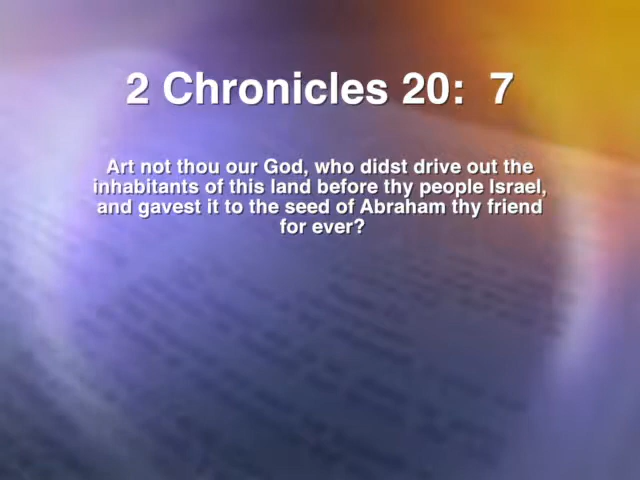 2 Chronicles 20:  7
Art not thou our God, who didst drive out the
inhabitants of this land before thy people Israel,
and gavest it to the seed of Abraham thy friend
for ever?